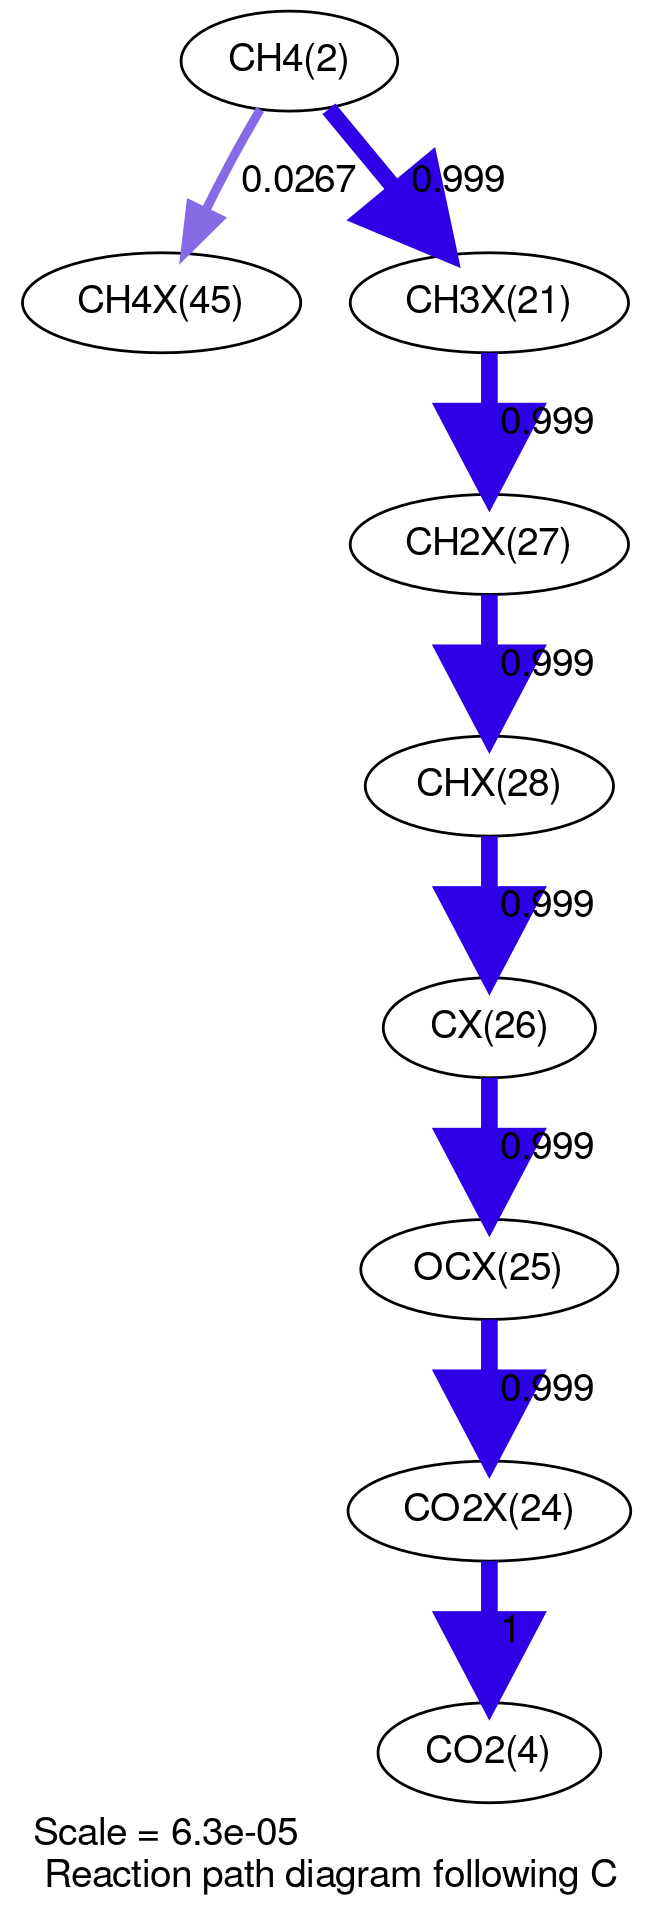 CH4(2)
0.0267
0.999
CH4X(45)
CH3X(21)
0.999
CH2X(27)
0.999
CHX(28)
0.999
CX(26)
0.999
OCX(25)
0.999
CO2X(24)
1
CO2(4)
Scale = 6.3e-05
Reaction path diagram following C